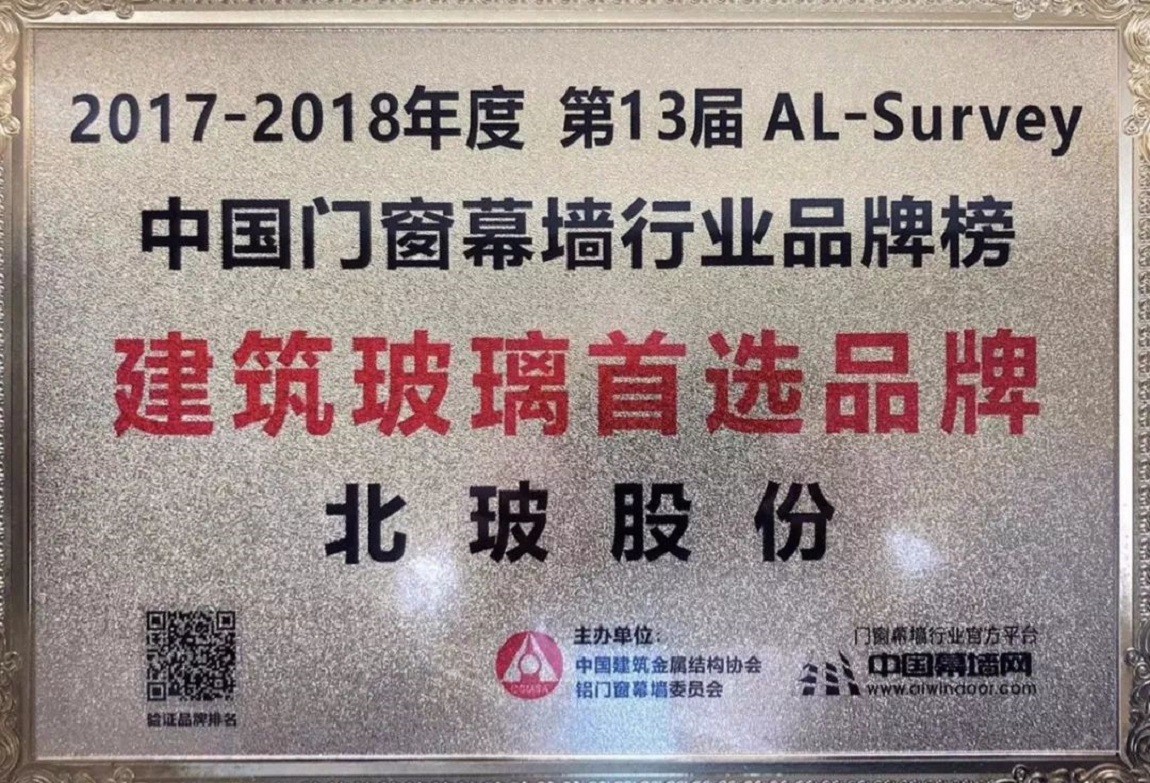 2017-2018年度 第13届 AL-Survey
中国门窗幕墙行业品牌榜
建筑玻璃首选品牌
北玻股份
验证品牌排名
主办单位：
中国建筑金属结构协会
铝门窗幕墙委员会
门窗幕墙行业官方平台
中国幕墙网
www.alwindoor.com